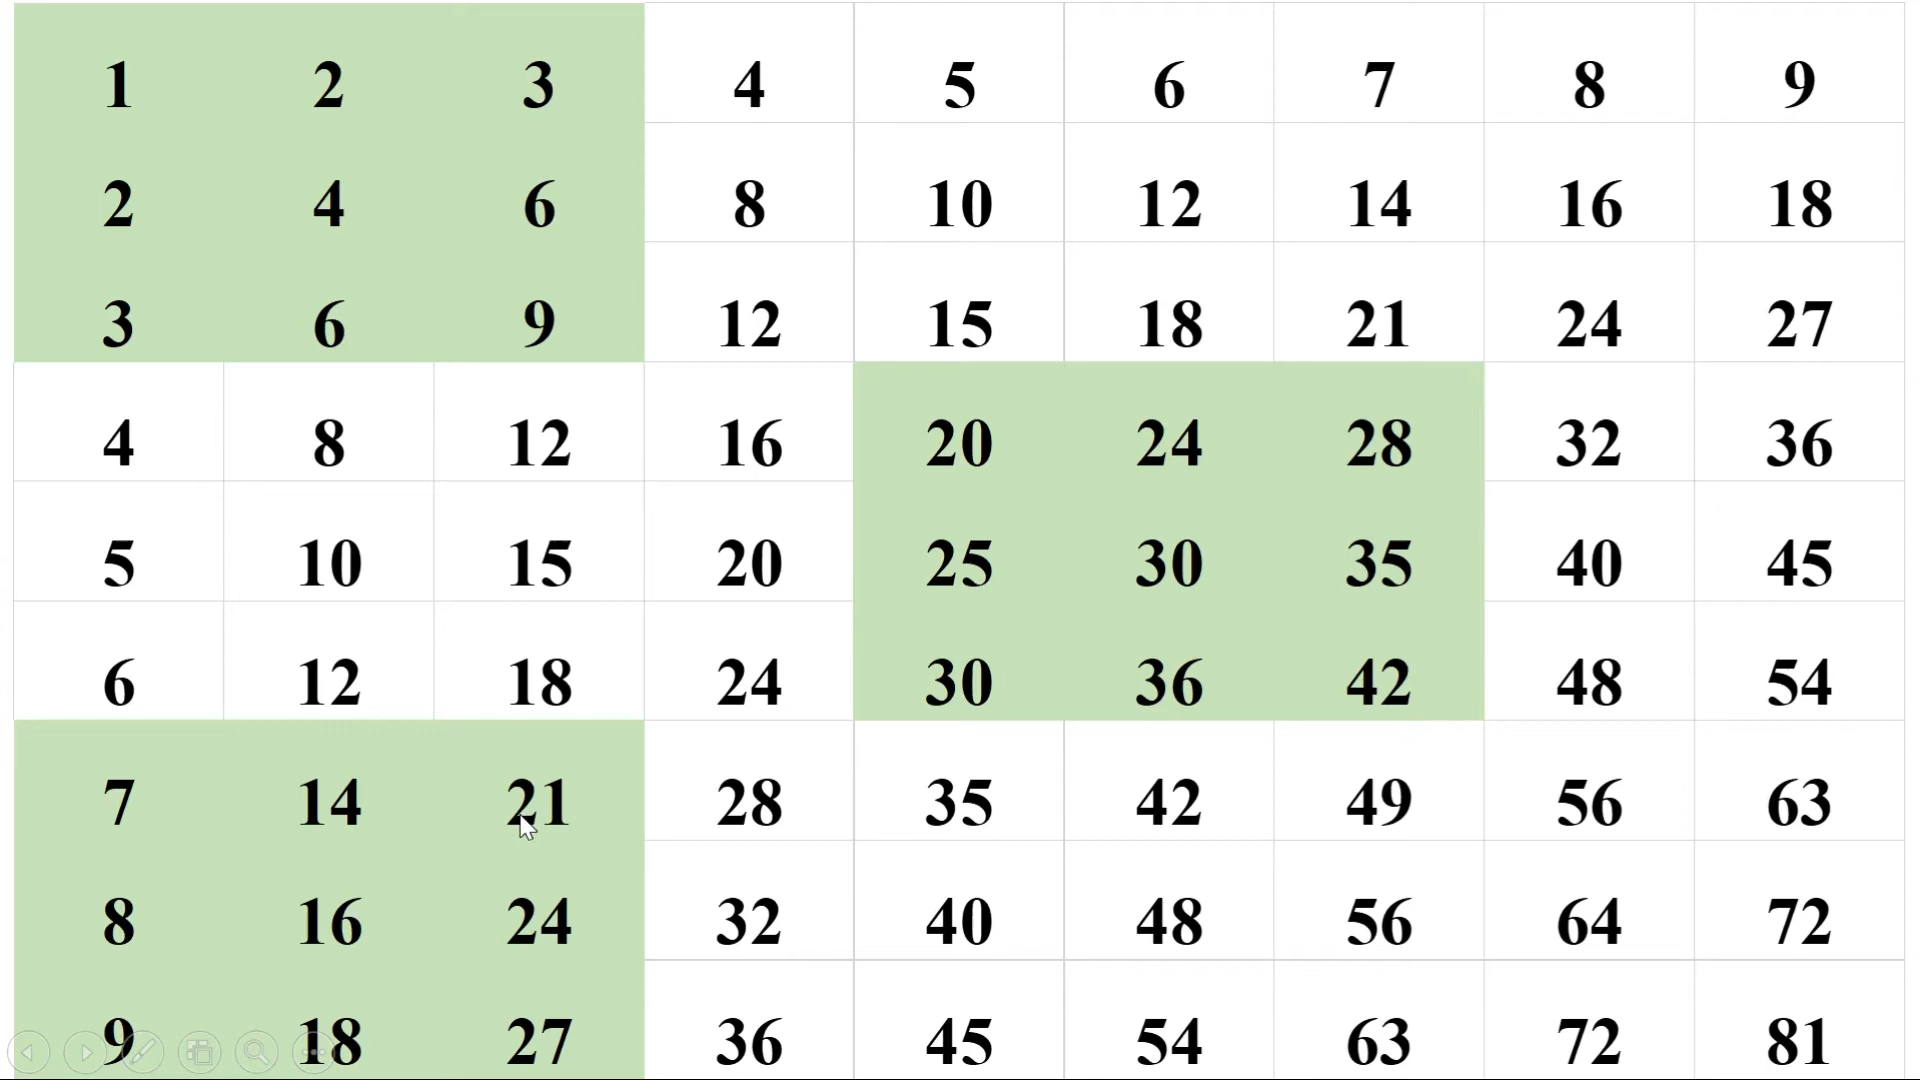 1 2 3 4 5 6 7 8 9
2 4 6 8 10 12 14 16 18
3 6 9 12 15 18 21 24 27
4 8 12 16 20 24 28 32 36
5 10 15 20 25 30 35 40 45
6 12 18 24 30 36 42 48 54
7 14 21 28 35 42 49 56 63
8 16 24 32 40 48 56 64 72
9 18 27 36 45 54 63 72 81